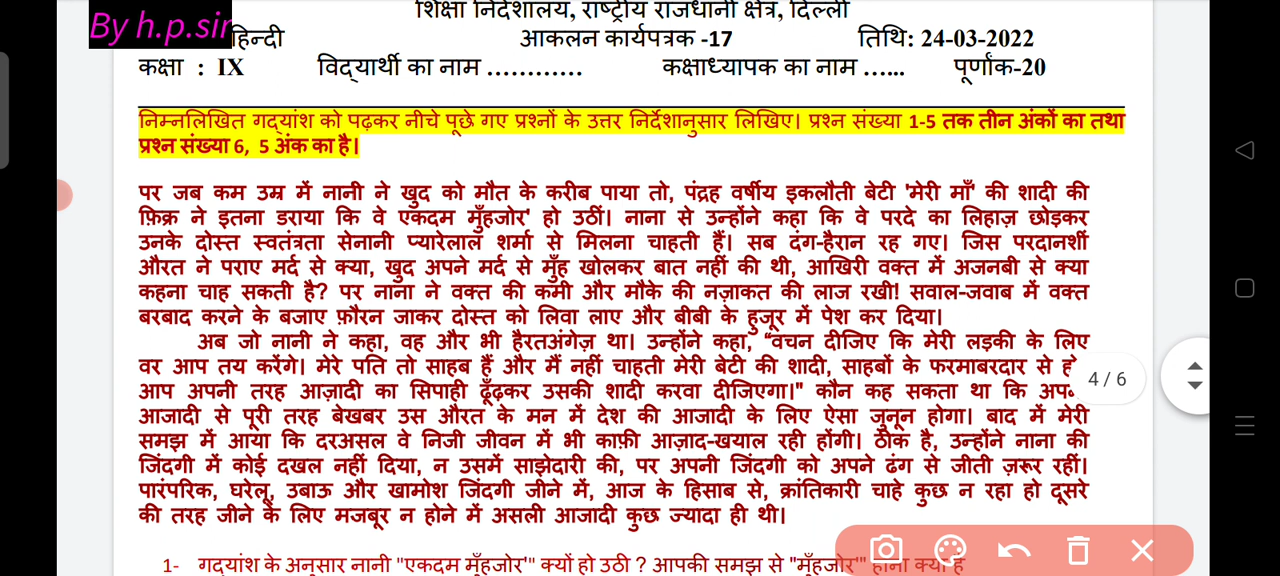 By h.p.sir
शिक्षा निदेशालय, राष्ट्रीय राजधानी क्षेत्र, दिल्ली
हिन्दी आकलन कार्यपत्रक -17 तिथि: 24-03-2022
कक्षा : IX विद्यार्थी का नाम ............ कक्षाध्यापक का नाम ...... पूर्णांक-20
निम्नलिखित गद्यांश को पढ़कर नीचे पूछे गए प्रश्नों के उत्तर निर्देशानुसार लिखिए। प्रश्न संख्या 1-5 तक तीन अंकों का तथा
प्रश्न संख्या 6, 5 अंक का है।
पर जब कम उम्र में नानी ने खुद को मौत के करीब पाया तो, पंद्रह वर्षीय इकलौती बेटी 'मेरी माँ' की शादी की
फ़िक्र ने इतना डराया कि वे एकदम मुँहजोर' हो उठीं। नाना से उन्होंने कहा कि वे परदे का लिहाज़ छोड़कर
उनके दोस्त स्वतंत्रता सेनानी प्यारेलाल शर्मा से मिलना चाहती हैं। सब दंग-हैरान रह गए। जिस परदानशीं
औरत ने पराए मर्द से क्या, खुद अपने मर्द से मुँह खोलकर बात नहीं की थी, आखिरी वक्त में अजनबी से क्या
कहना चाह सकती है? पर नाना ने वक्त की कमी और मौके की नज़ाकत की लाज रखी! सवाल-जवाब में वक्त
बरबाद करने के बजाए फ़ौरन जाकर दोस्त को लिवा लाए और बीबी के हुजूर में पेश कर दिया।
अब जो नानी ने कहा, वह और भी हैरतअंगेज़ था। उन्होंने कहा, "वचन दीजिए कि मेरी लड़की के लिए
वर आप तय करेंगे। मेरे पति तो साहब हैं और मैं नहीं चाहती मेरी बेटी की शादी, साहबों के फरमाबरदार से हो
आप अपनी तरह आज़ादी का सिपाही ढूँढ़कर उसकी शादी करवा दीजिएगा।" कौन कह सकता था कि अप
आजादी से पूरी तरह बेखबर उस औरत के मन में देश की आजादी के लिए ऐसा जुनून होगा। बाद में मेरी
समझ में आया कि दरअसल वे निजी जीवन में भी काफ़ी आज़ाद-खयाल रही होंगी। ठीक है, उन्होंने नाना की
जिंदगी में कोई दखल नहीं दिया, न उसमें साझेदारी की, पर अपनी जिंदगी को अपने ढंग से जीती ज़रूर रहीं।
पारंपरिक, घरेलू, उबाऊ और खामोश जिंदगी जीने में, आज के हिसाब से, क्रांतिकारी चाहे कुछ न रहा हो दूसरे
की तरह जीने के लिए मजबूर न होने में असली आजादी कुछ ज्यादा ही थी।
4 / 6
1- गद्यांश के अनुसार नानी "एकदम मुँहजोर'" क्यों हो उठी ? आपकी समझ से "मुँहजोर'" होना क्या है